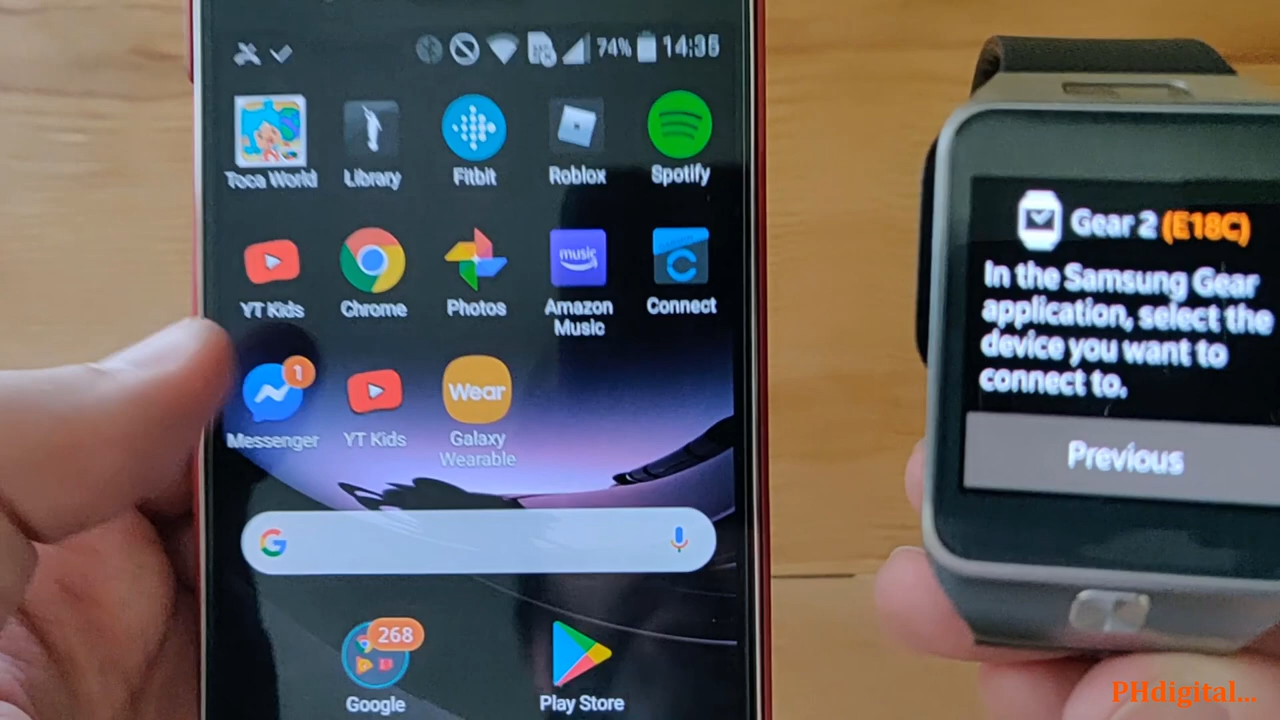 74% 14:35
Toca World Library Fitbit Roblox Spotify
music
YT Kids Chrome Photos Amazon Music Connect
1
Wear
Messenger YT Kids Galaxy Wearable
268
Google Play Store
Gear 2 (E18C)
In the Samsung Gear
application, select the
device you want to
connect to.
Previous
PHdigital...